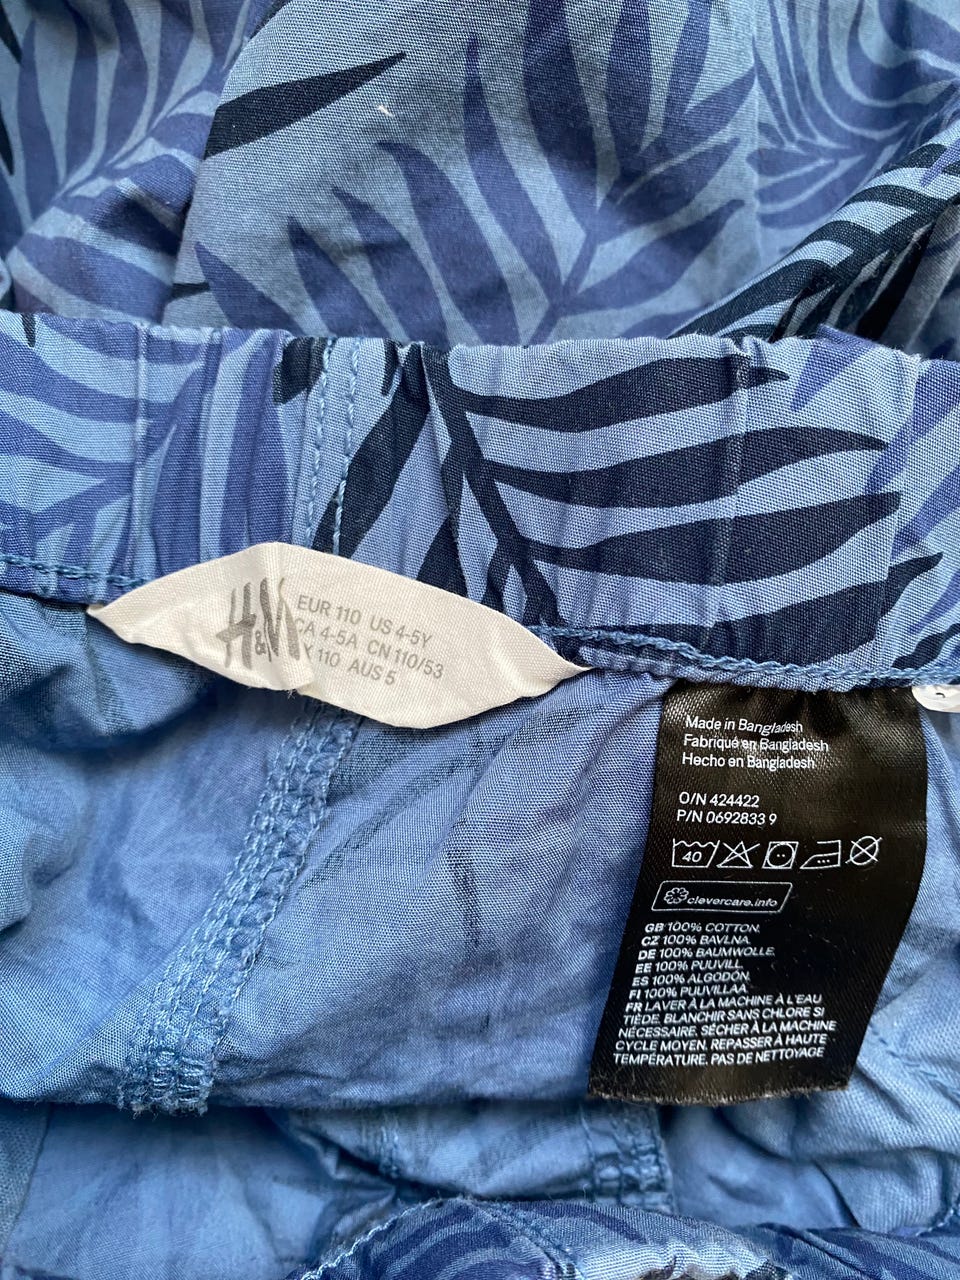 H&M
EUR 110 US 4-5Y
CA 4-5A CN 110/53
110 AUS 5
Made in Bangladesh
Fabriqué en Bangladesh
Hecho en Bangladesh
O/N 424422
P/N 0692833 9
40
clevercare.info
GB 100% COTTON.
CZ 100% BAVLNA.
DE 100% BAUMWOLLE.
EE 100% PUUVILL.
ES 100% ALGODÓN.
FI 100% PUUVILLAA
FR LAVER À LA MACHINE À L'EAU
TIÈDE. BLANCHIR SANS CHLORE SI
NÉCESSAIRE. SÉCHER À LA MACHINE
CYCLE MOYEN. REPASSER À HAUTE
TEMPÉRATURE. PAS DE NETTOYAGE